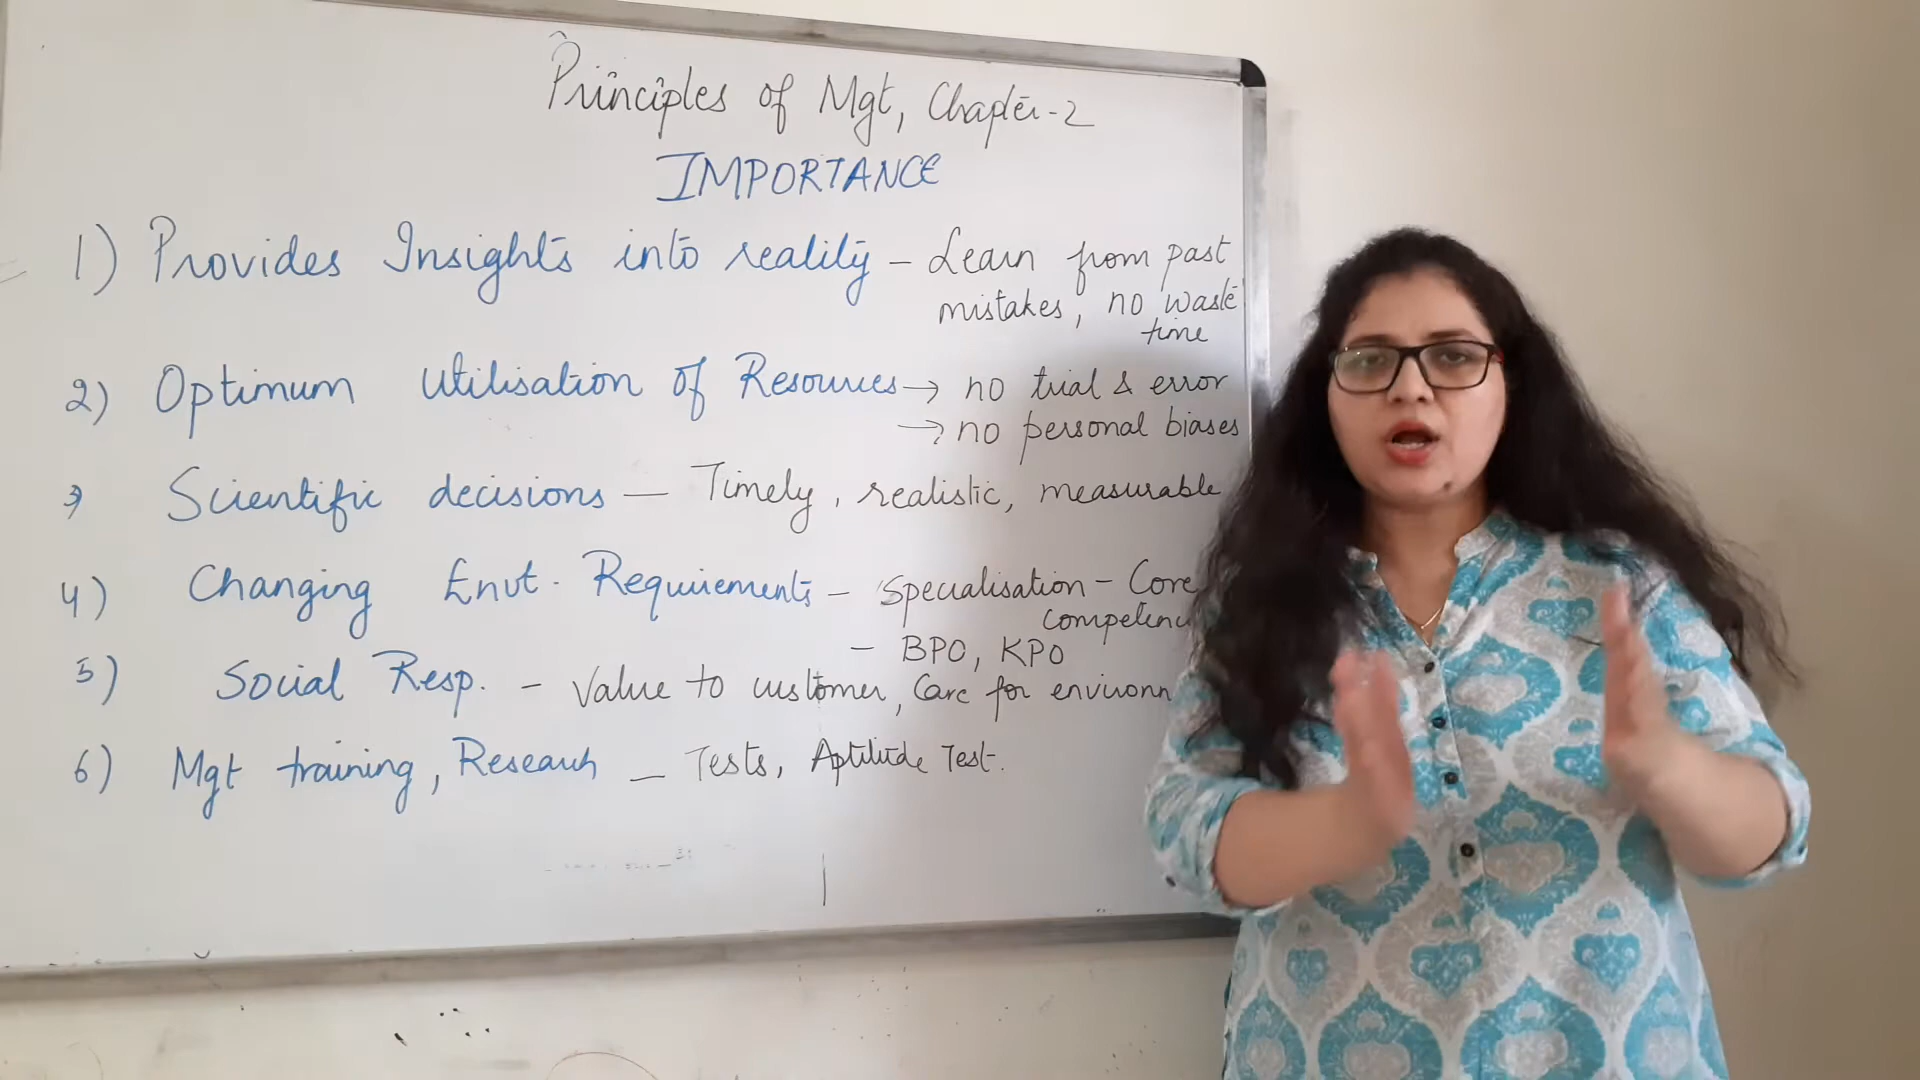 Principles of Mgt, Chapter-2
IMPORTANCE
1) Provides Insights into reality - Learn from past
mistakes, no waste
time
2) Optimum Utilisation of Resources → no trial & error
→ no personal biases
3) Scientific decisions — Timely, realistic, measurable
4) Changing Envt. Requirements - Specialisation - Core
competenc
- BPO, KPO
5) Social Resp. - Value to customer, Care for environm
6) Mgt training, Research - Tests, Aptitude Test.